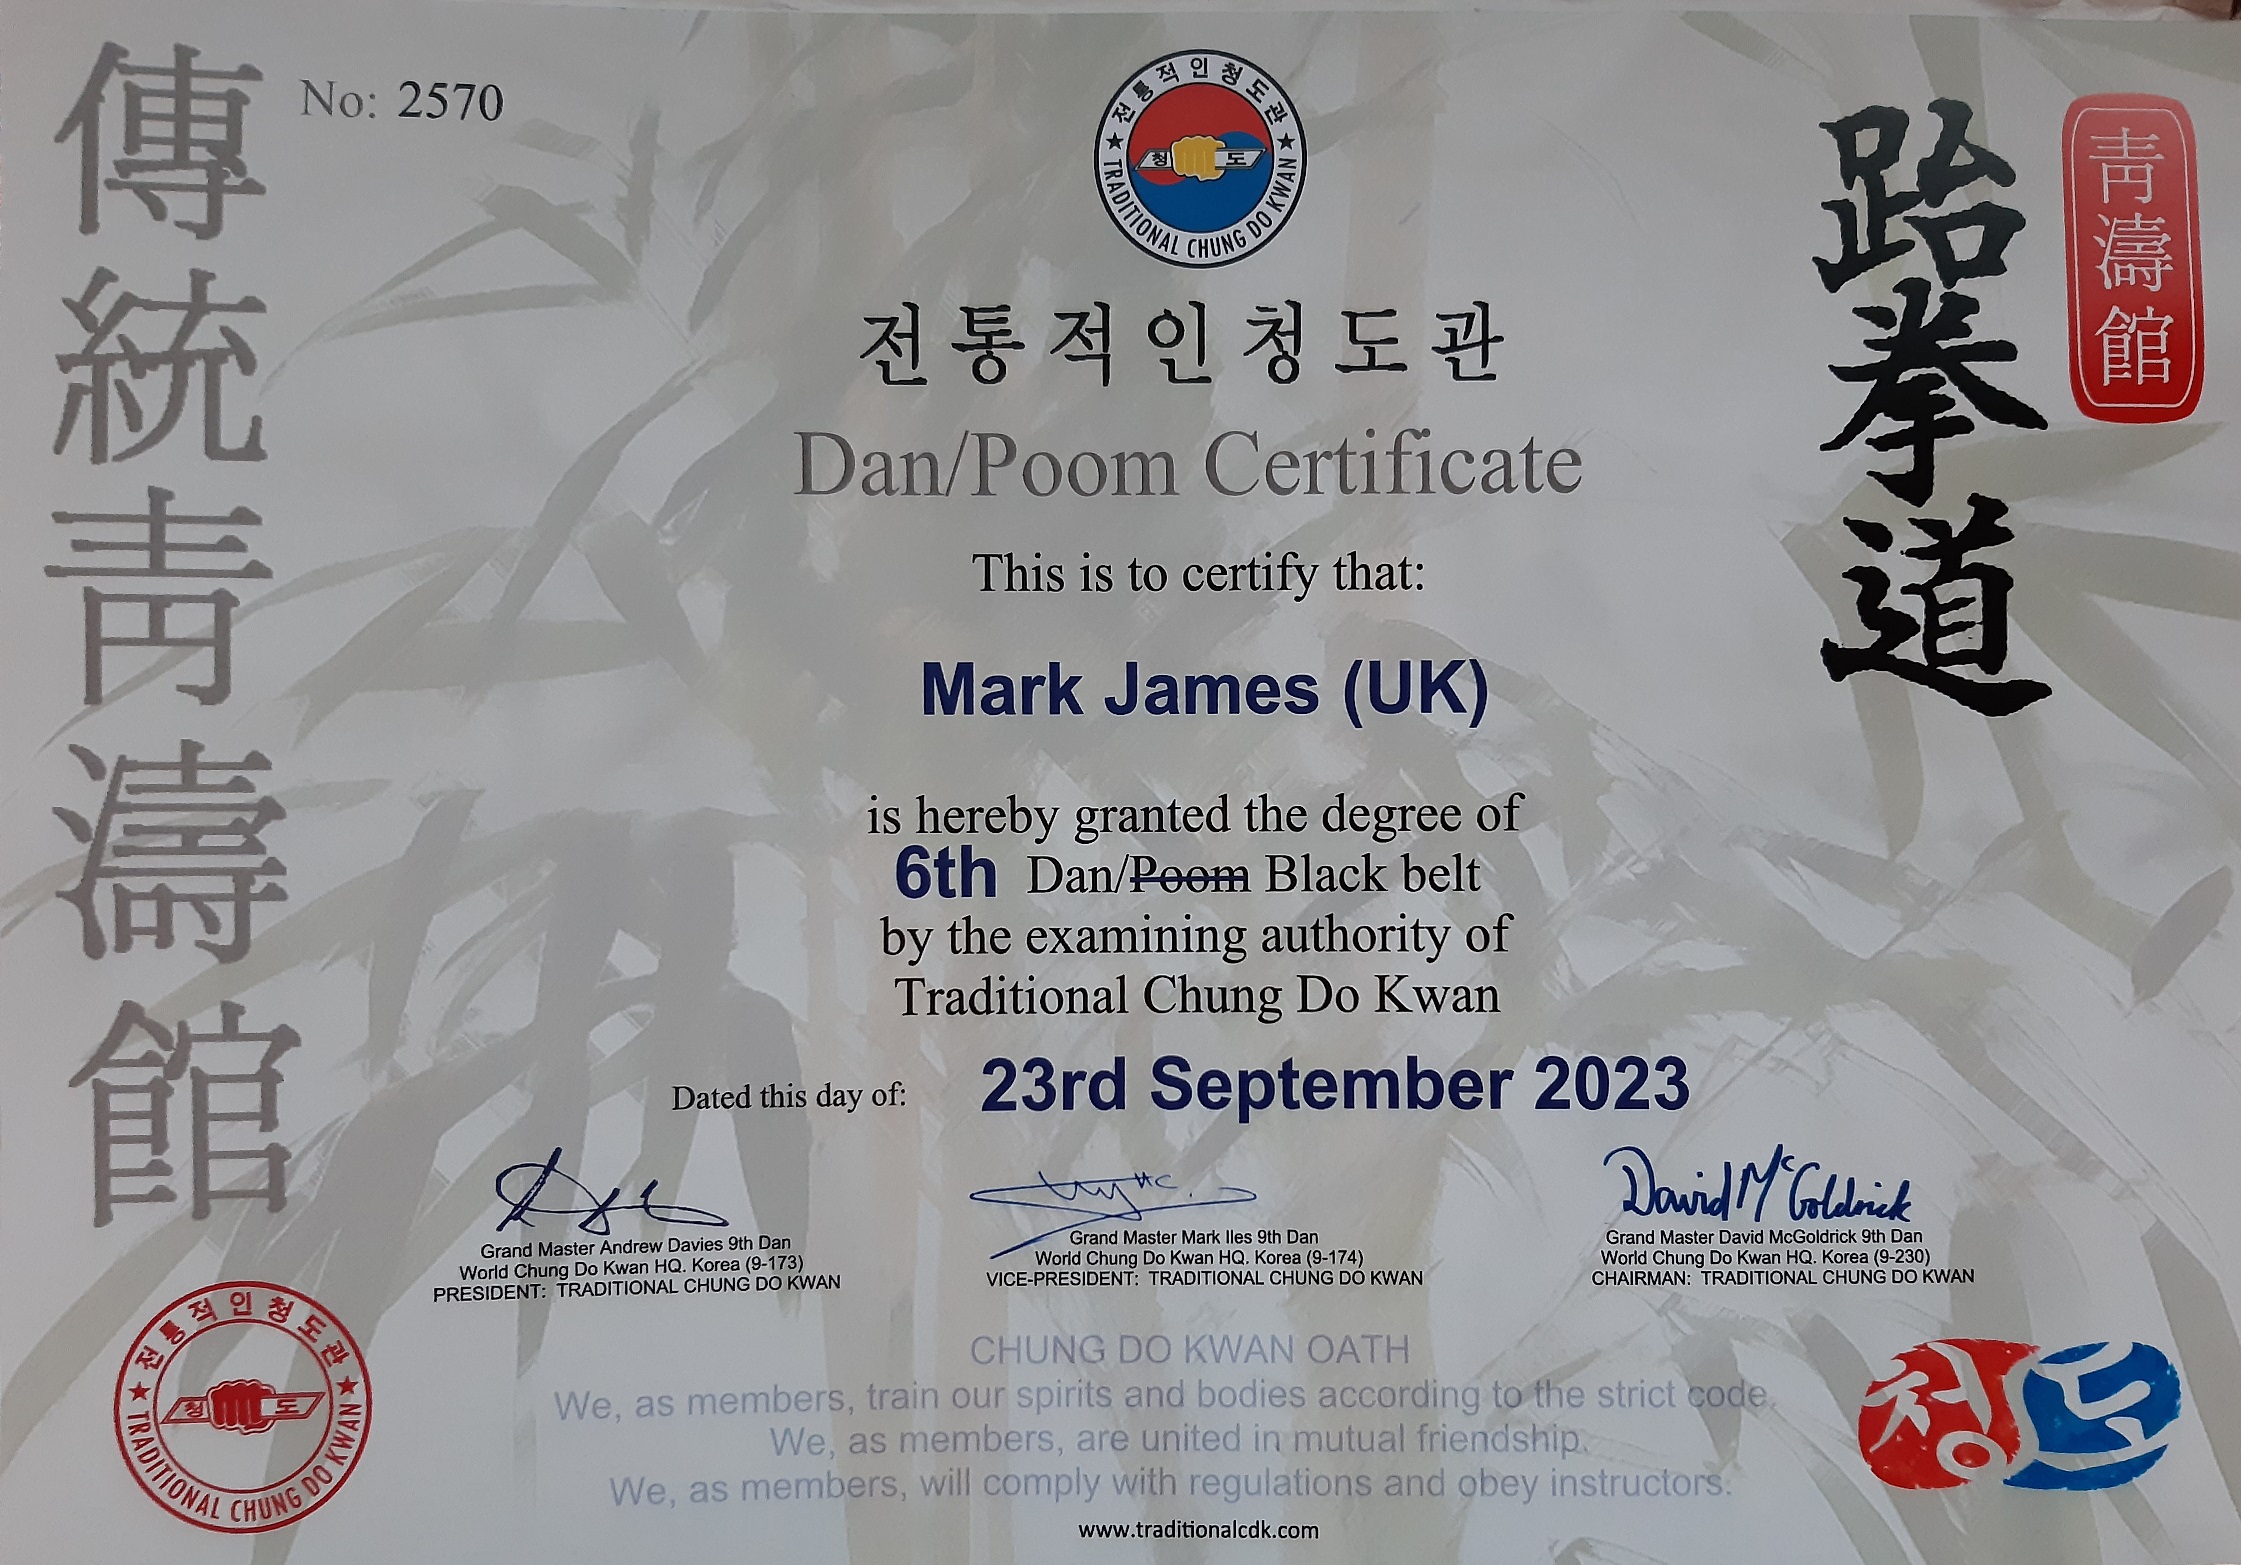 傳統靑濤館
No: 2570
전통적인청도관
★ TRADITIONAL CHUNG DO KWAN ★
청 도
跆拳道
靑濤館
전통적인청도관
Dan/Poom Certificate
This is to certify that:
Mark James (UK)
is hereby granted the degree of
6th Dan/Poom Black belt
by the examining authority of
Traditional Chung Do Kwan
Dated this day of: 23rd September 2023
David McGoldrick
Grand Master Andrew Davies 9th Dan
World Chung Do Kwan HQ. Korea (9-173)
PRESIDENT: TRADITIONAL CHUNG DO KWAN
Grand Master Mark Iles 9th Dan
World Chung Do Kwan HQ. Korea (9-174)
VICE-PRESIDENT: TRADITIONAL CHUNG DO KWAN
Grand Master David McGoldrick 9th Dan
World Chung Do Kwan HQ. Korea (9-230)
CHAIRMAN: TRADITIONAL CHUNG DO KWAN
전통적인청도관
★ TRADITIONAL CHUNG DO KWAN ★
청 도
CHUNG DO KWAN OATH
We, as members, train our spirits and bodies according to the strict code.
We, as members, are united in mutual friendship.
We, as members, will comply with regulations and obey instructors.
청도
www.traditionalcdk.com